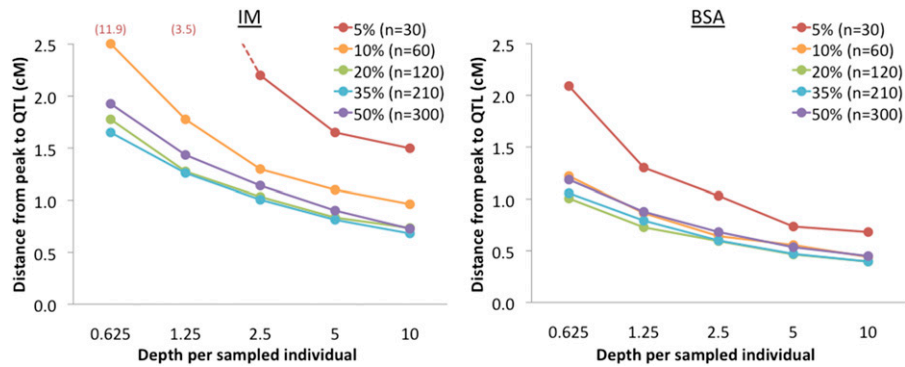 IM
(11.9)
(3.5)
5% (n=30)
10% (n=60)
20% (n=120)
35% (n=210)
50% (n=300)
Distance from peak to QTL (cM)
2.5
2.0
1.5
1.0
0.5
0.0
0.625 1.25 2.5 5 10
Depth per sampled individual
BSA
5% (n=30)
10% (n=60)
20% (n=120)
35% (n=210)
50% (n=300)
Distance from peak to QTL (cM)
2.5
2.0
1.5
1.0
0.5
0.0
0.625 1.25 2.5 5 10
Depth per sampled individual